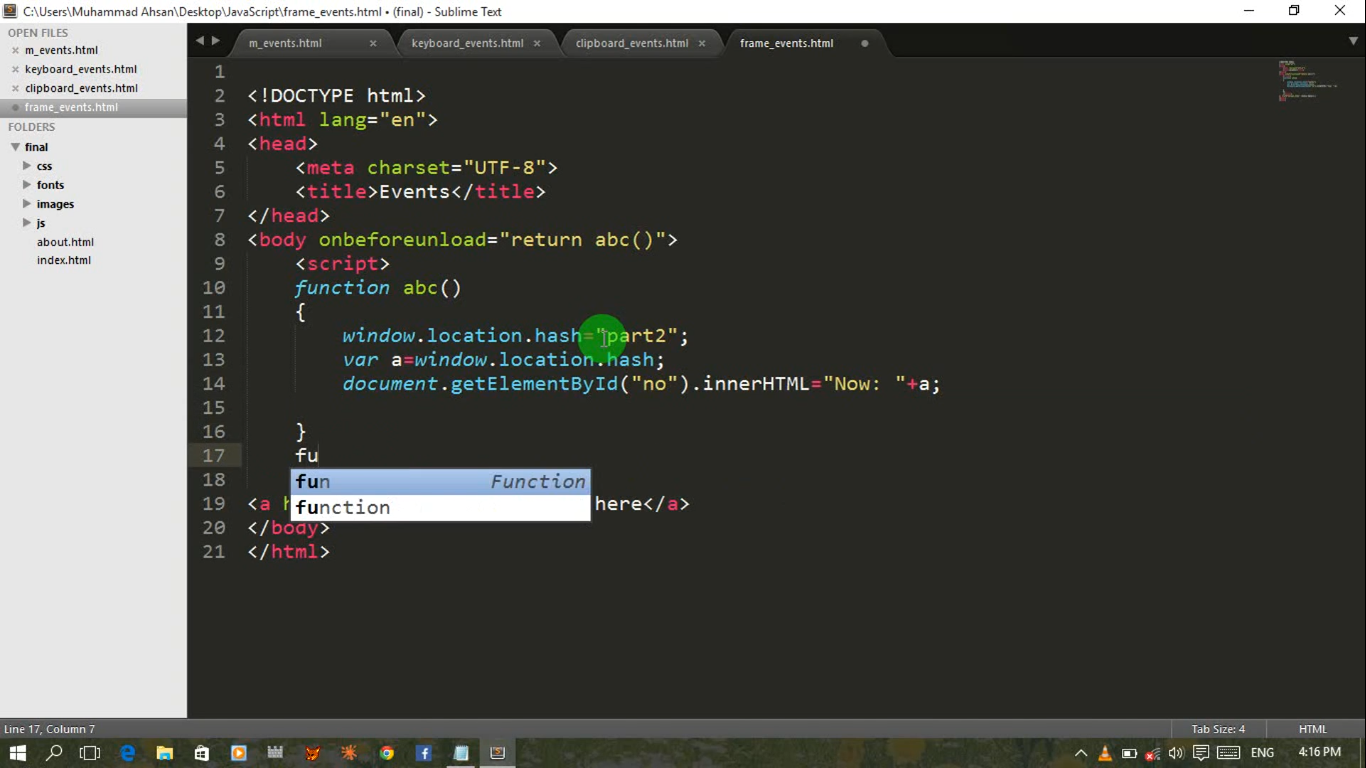 C:\Users\Muhammad Ahsan\Desktop\JavaScript\frame_events.html • (final) - Sublime Text
OPEN FILES
m_events.html
keyboard_events.html
clipboard_events.html
frame_events.html
FOLDERS
final
css
fonts
images
js
about.html
index.html
m_events.html × keyboard_events.html × clipboard_events.html × frame_events.html
1
2 <!DOCTYPE html>
3 <html lang="en">
4 <head>
5 <meta charset="UTF-8">
6 <title>Events</title>
7 </head>
8 <body onbeforeunload="return abc()">
9 <script>
10 function abc()
11 {
12 window.location.hash="part2";
13 var a=window.location.hash;
14 document.getElementById("no").innerHTML="Now: "+a;
15
16 }
17 fu
18 fun Function
function
19 <a here</a>
20 </body>
21 </html>
Line 17, Column 7 Tab Size: 4 HTML
ENG 4:16 PM